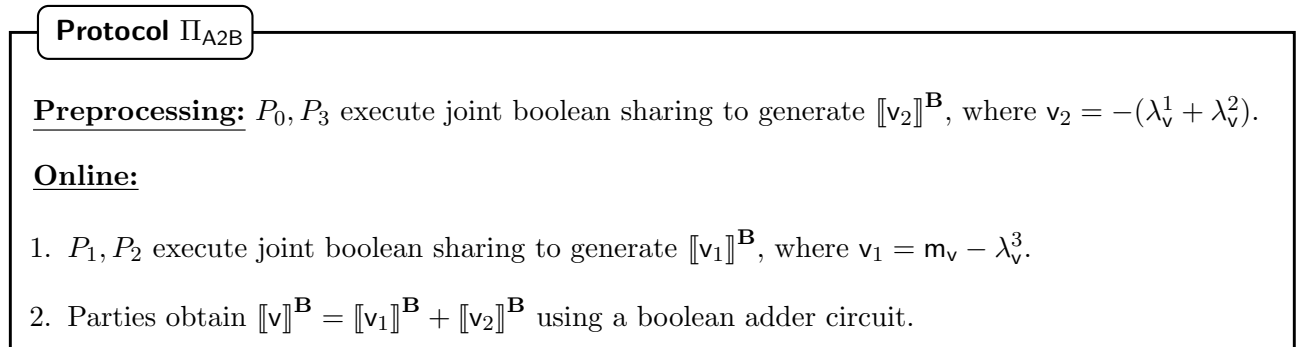 Protocol Π_A2B
Preprocessing: P_0, P_3 execute joint boolean sharing to generate ⟦v_2⟧^B, where v_2 = −(λ_v^1 + λ_v^2).
Online:
1. P_1, P_2 execute joint boolean sharing to generate ⟦v_1⟧^B, where v_1 = m_v − λ_v^3.
2. Parties obtain ⟦v⟧^B = ⟦v_1⟧^B + ⟦v_2⟧^B using a boolean adder circuit.